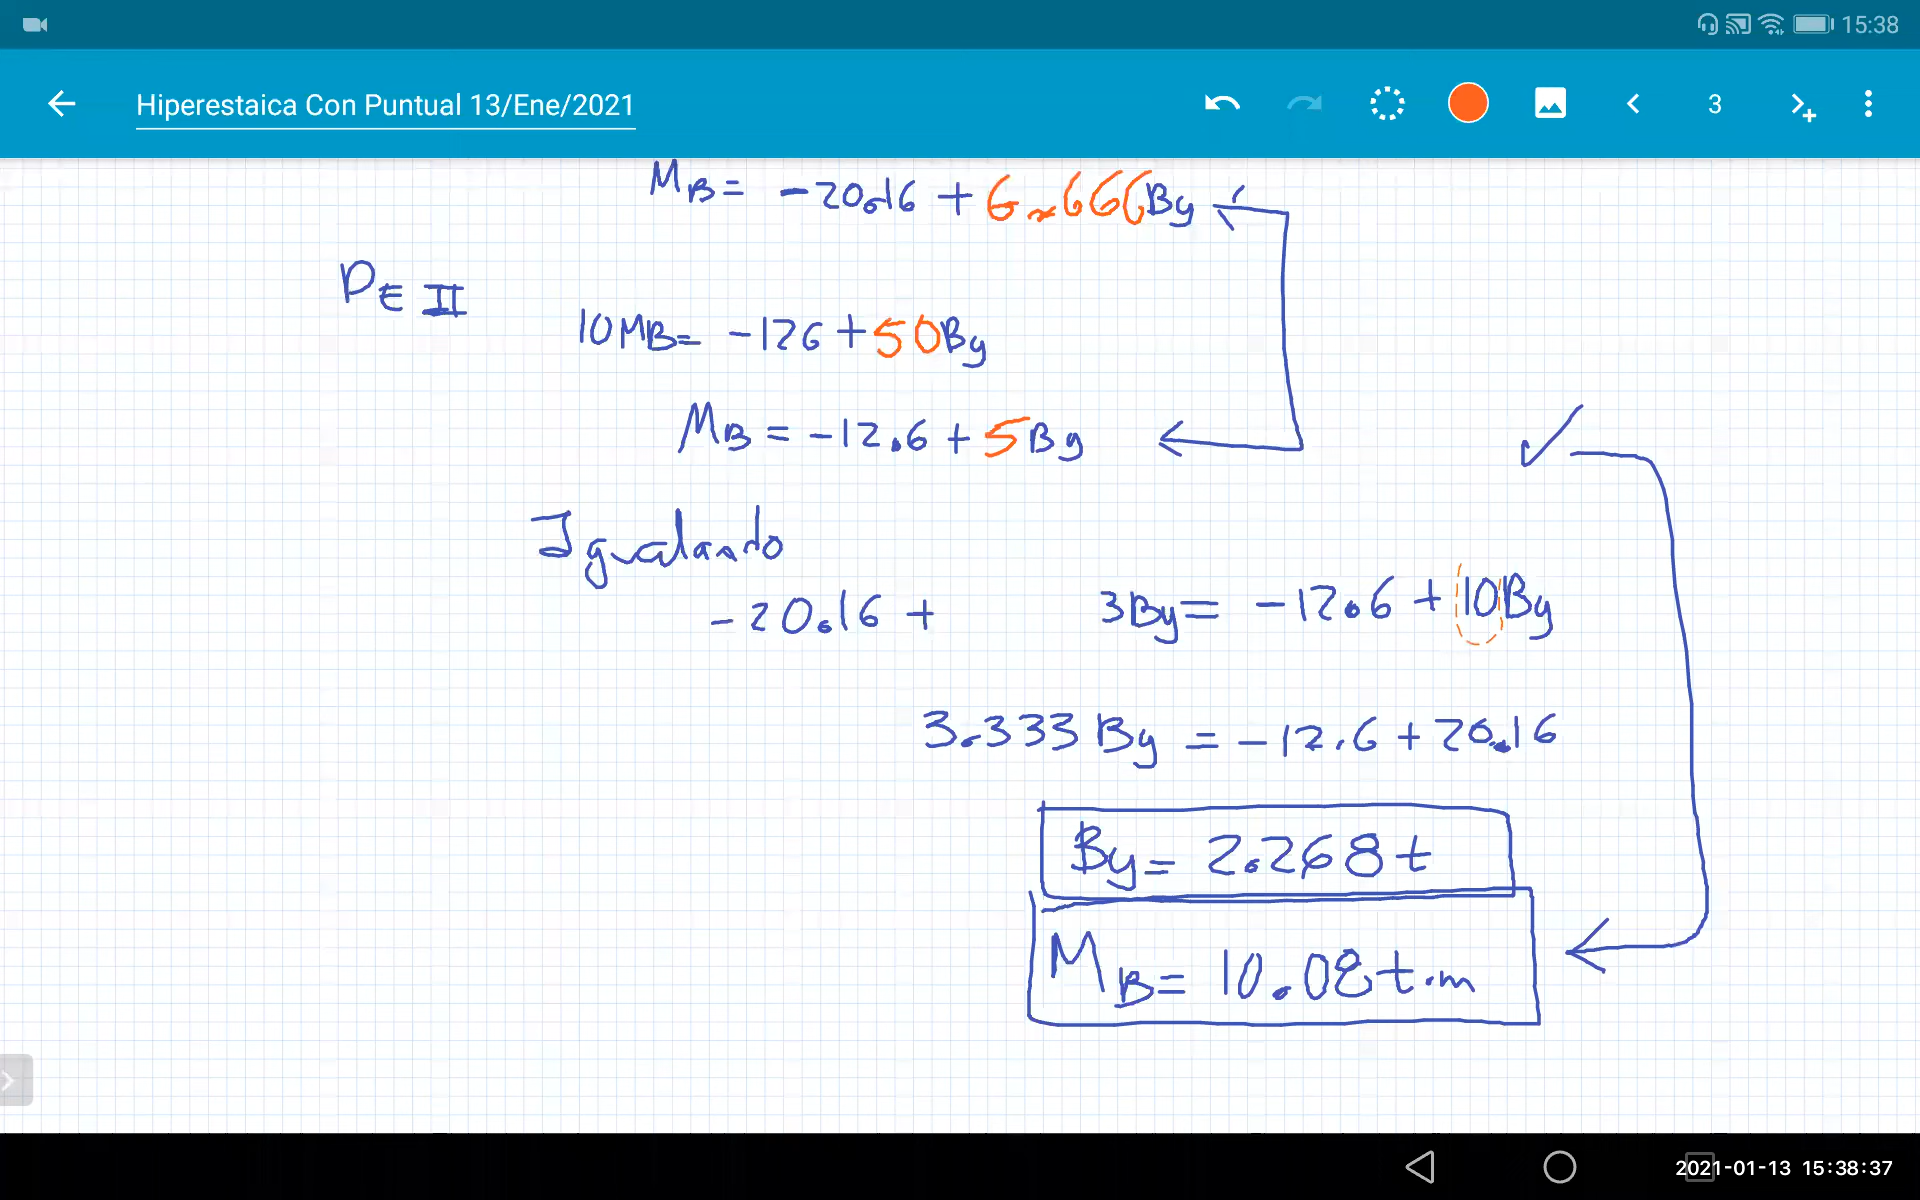 15:38
Hiperestaica Con Puntual 13/Ene/2021
3
MB= -20.16 + 6.666By
DE II
10MB= -126 + 50By
MB = -12.6 + 5By
Igualando
-20.16 + 3By= -12.6 + 10By
3.333 By = -12.6 + 20.16
By= 2.268 t
MB= 10.08 t.m
2021-01-13 15:38:37